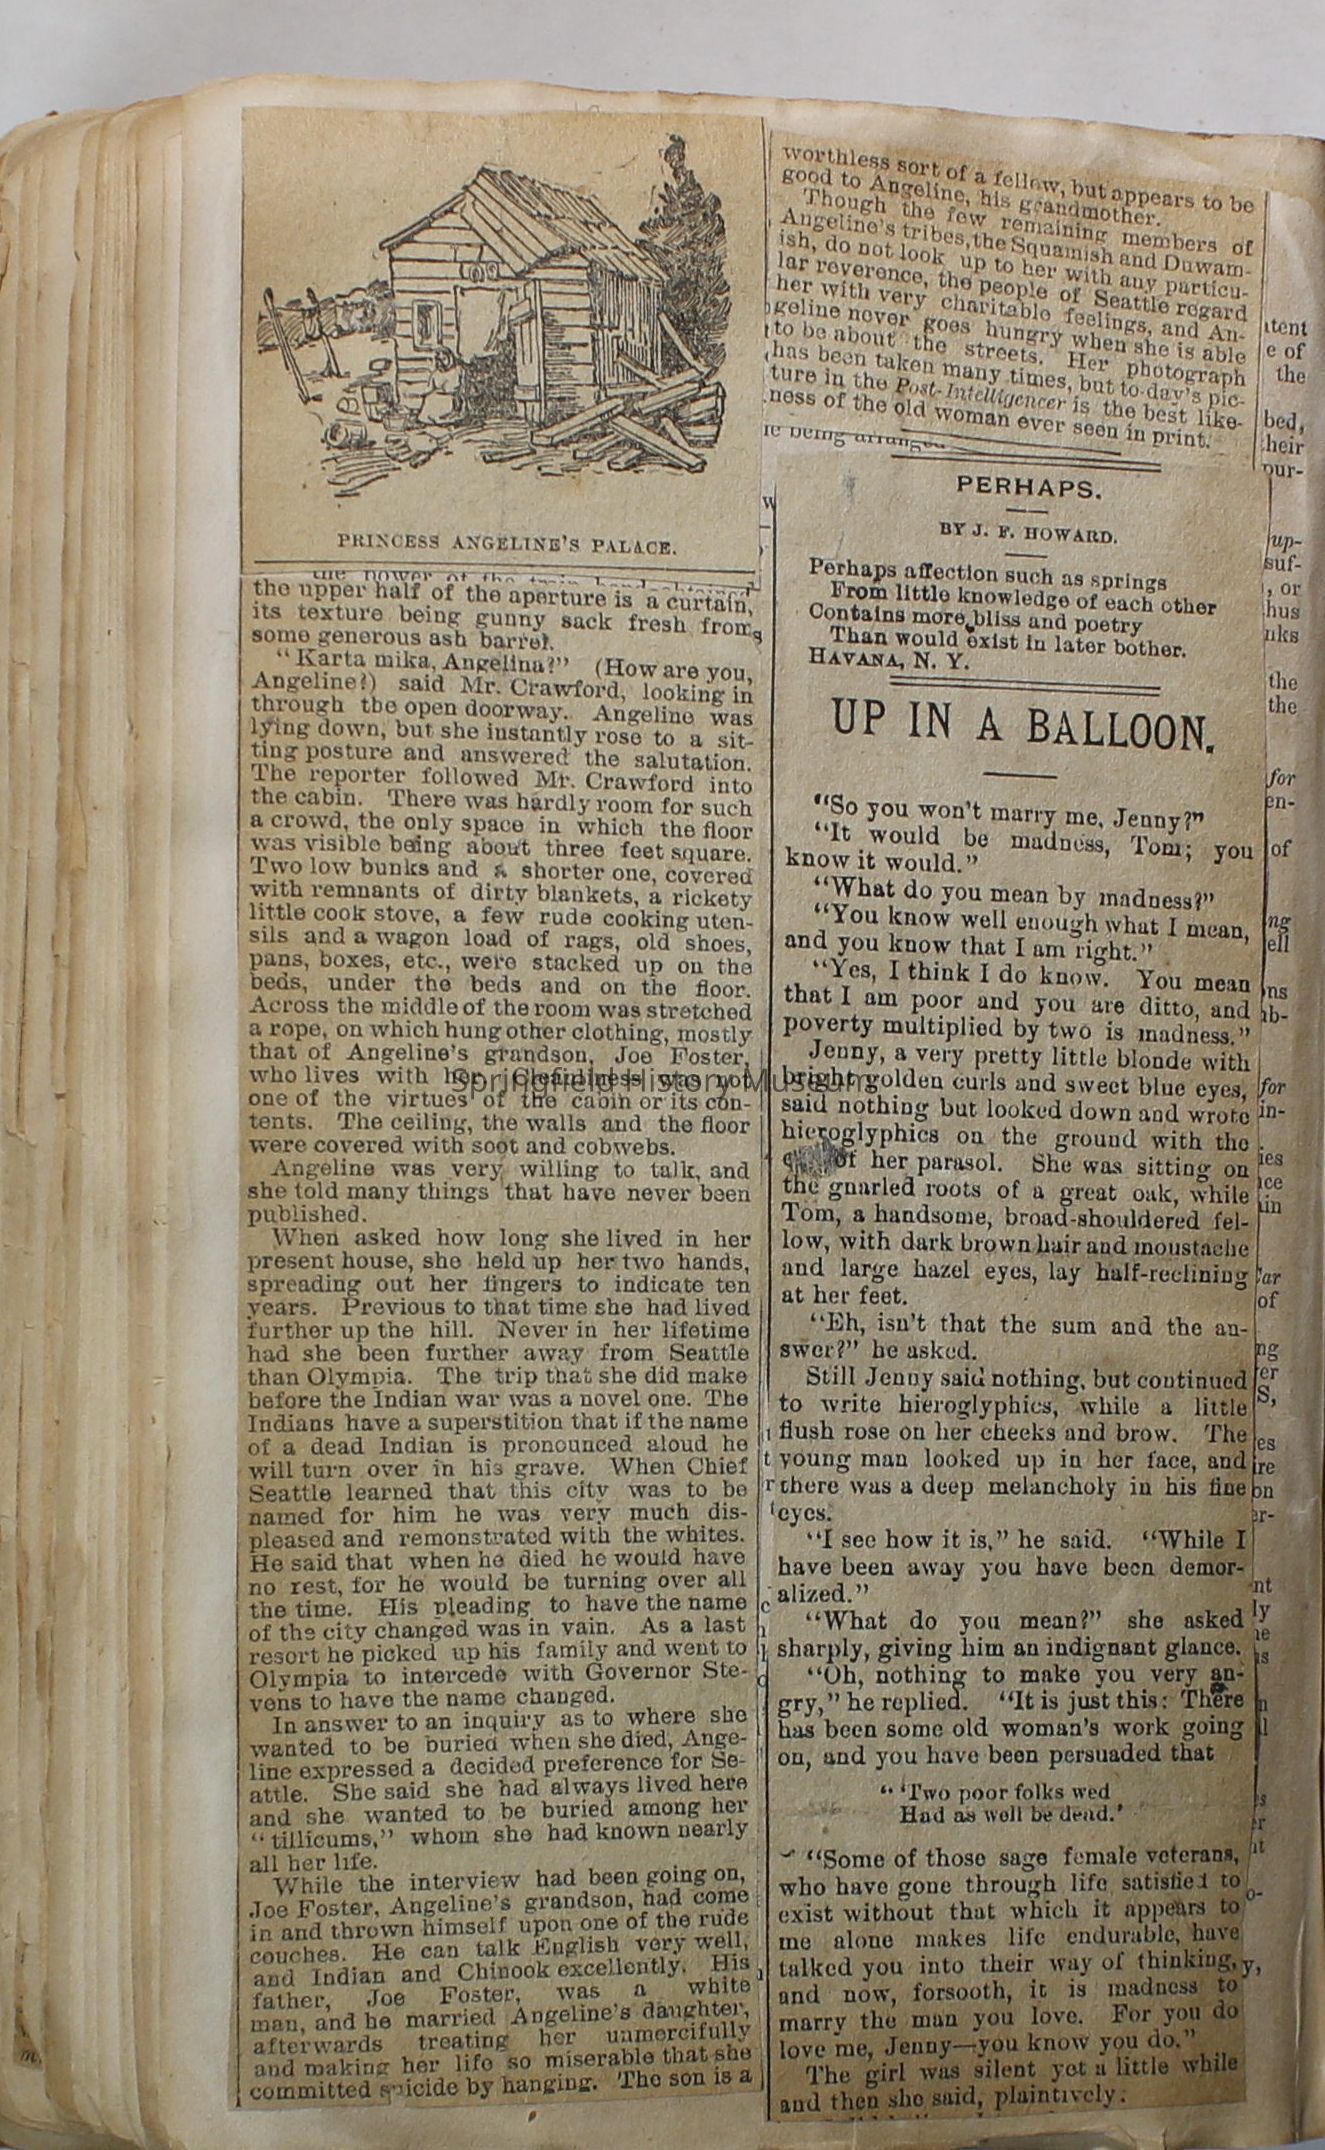 PRINCESS ANGELINE'S PALACE.
the upper half of the aperture is a curtain,
its texture being gunny sack fresh from
some generous ash barrel.
"Karta mika, Angelina?" (How are you,
Angeline?) said Mr. Crawford, looking in
through the open doorway. Angeline was
lying down, but she instantly rose to a sit-
ting posture and answered the salutation.
The reporter followed Mr. Crawford into
the cabin. There was hardly room for such
a crowd, the only space in which the floor
was visible being about three feet square.
Two low bunks and a shorter one, covered
with remnants of dirty blankets, a rickety
little cook stove, a few rude cooking uten-
sils and a wagon load of rags, old shoes,
pans, boxes, etc., were stacked up on the
beds, under the beds and on the floor.
Across the middle of the room was stretched
a rope, on which hung other clothing, mostly
that of Angeline's grandson, Joe Foster,
who lives with her. Cleanliness was not
one of the virtues of the cabin or its con-
tents. The ceiling, the walls and the floor
were covered with soot and cobwebs.
Angeline was very willing to talk, and
she told many things that have never been
published.
When asked how long she lived in her
present house, she held up her two hands,
spreading out her fingers to indicate ten
years. Previous to that time she had lived
further up the hill. Never in her lifetime
had she been further away from Seattle
than Olympia. The trip that she did make
before the Indian war was a novel one. The
Indians have a superstition that if the name
of a dead Indian is pronounced aloud he
will turn over in his grave. When Chief
Seattle learned that this city was to be
named for him he was very much dis-
pleased and remonstrated with the whites.
He said that when he died he would have
no rest, for he would be turning over all
the time. His pleading to have the name
of the city changed was in vain. As a last
resort he picked up his family and went to
Olympia to intercede with Governor Ste-
vens to have the name changed.
In answer to an inquiry as to where she
wanted to be buried when she died, Ange-
line expressed a decided preference for Se-
attle. She said she had always lived here
and she wanted to be buried among her
"tillicums," whom she had known nearly
all her life.
While the interview had been going on,
Joe Foster, Angeline's grandson, had come
in and thrown himself upon one of the rude
couches. He can talk English very well,
and Indian and Chinook excellently. His
father, Joe Foster, was a white
man, and he married Angeline's daughter,
afterwards treating her unmercifully
and making her life so miserable that she
committed suicide by hanging. The son is a
worthless sort of a fellow, but appears to be
good to Angeline, his grandmother.
Though the few remaining members of
Angeline's tribes, the Squamish and Duwam-
ish, do not look up to her with any particu-
lar reverence, the people of Seattle regard
her with very charitable feelings, and An-
geline never goes hungry when she is able
to be about the streets. Her photograph
has been taken many times, but to-day's pic-
ture in the Post-Intelligencer is the best like-
ness of the old woman ever seen in print.
PERHAPS.
BY J. F. HOWARD.
Perhaps affection such as springs
From little knowledge of each other
Contains more bliss and poetry
Than would exist in later bother.
HAVANA, N. Y.
UP IN A BALLOON.
"So you won't marry me, Jenny?"
"It would be madness, Tom; you
know it would."
"What do you mean by madness?"
"You know well enough what I mean,
and you know that I am right."
"Yes, I think I do know. You mean
that I am poor and you are ditto, and
poverty multiplied by two is madness."
Jenny, a very pretty little blonde with
bright golden curls and sweet blue eyes,
said nothing but looked down and wrote
hieroglyphics on the ground with the
of her parasol. She was sitting on
the gnarled roots of a great oak, while
Tom, a handsome, broad-shouldered fel-
low, with dark brown hair and moustache
and large hazel eyes, lay half-reclining
at her feet.
"Eh, isn't that the sum and the an-
swer?" he asked.
Still Jenny said nothing, but continued
to write hieroglyphics, while a little
flush rose on her cheeks and brow. The
young man looked up in her face, and
there was a deep melancholy in his fine
eyes.
"I see how it is," he said. "While I
have been away you have been demor-
alized."
"What do you mean?" she asked
sharply, giving him an indignant glance.
"Oh, nothing to make you very an-
gry," he replied. "It is just this: There
has been some old woman's work going
on, and you have been persuaded that
"'Two poor folks wed
Had as well be dead.'
"Some of those sage female veterans,
who have gone through life satisfied to
exist without that which it appears to
me alone makes life endurable, have
talked you into their way of thinking,
and now, forsooth, it is madness to
marry the man you love. For you do
love me, Jenny—you know you do."
The girl was silent yet a little while
and then she said, plaintively:
Springfield History Museum